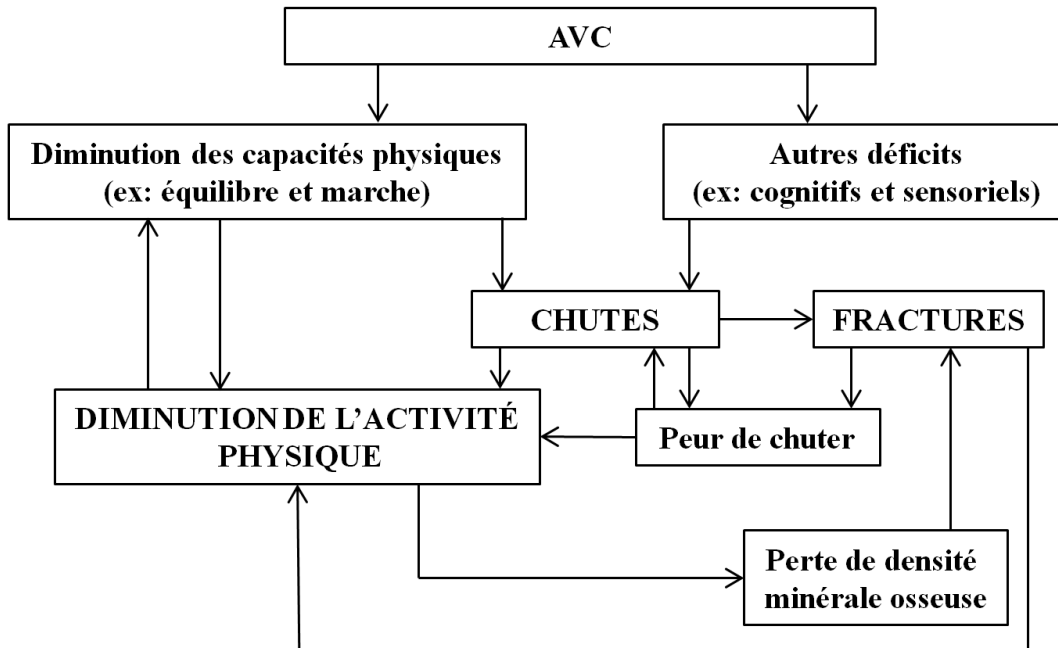 AVC
Diminution des capacités physiques
(ex: équilibre et marche)
Autres déficits
(ex: cognitifs et sensoriels)
CHUTES
FRACTURES
DIMINUTION DE L’ACTIVITÉ
PHYSIQUE
Peur de chuter
Perte de densité
minérale osseuse